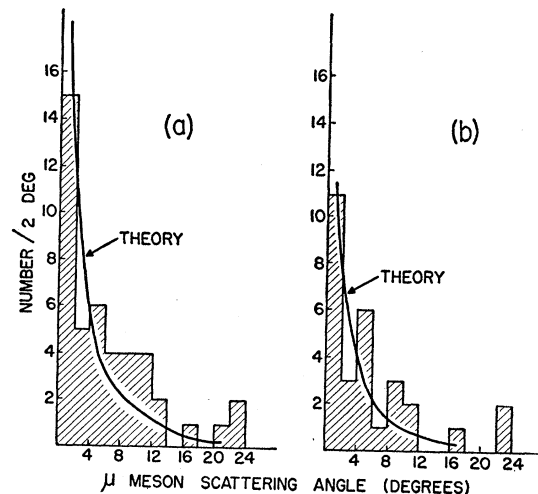 (a)
(b)
NUMBER/2 DEG
16
14
12
10
8
6
4
2
THEORY
4 8 12 16 20 24
16
14
12
10
8
6
4
2
THEORY
4 8 12 16 20 24
μ MESON SCATTERING ANGLE (DEGREES)